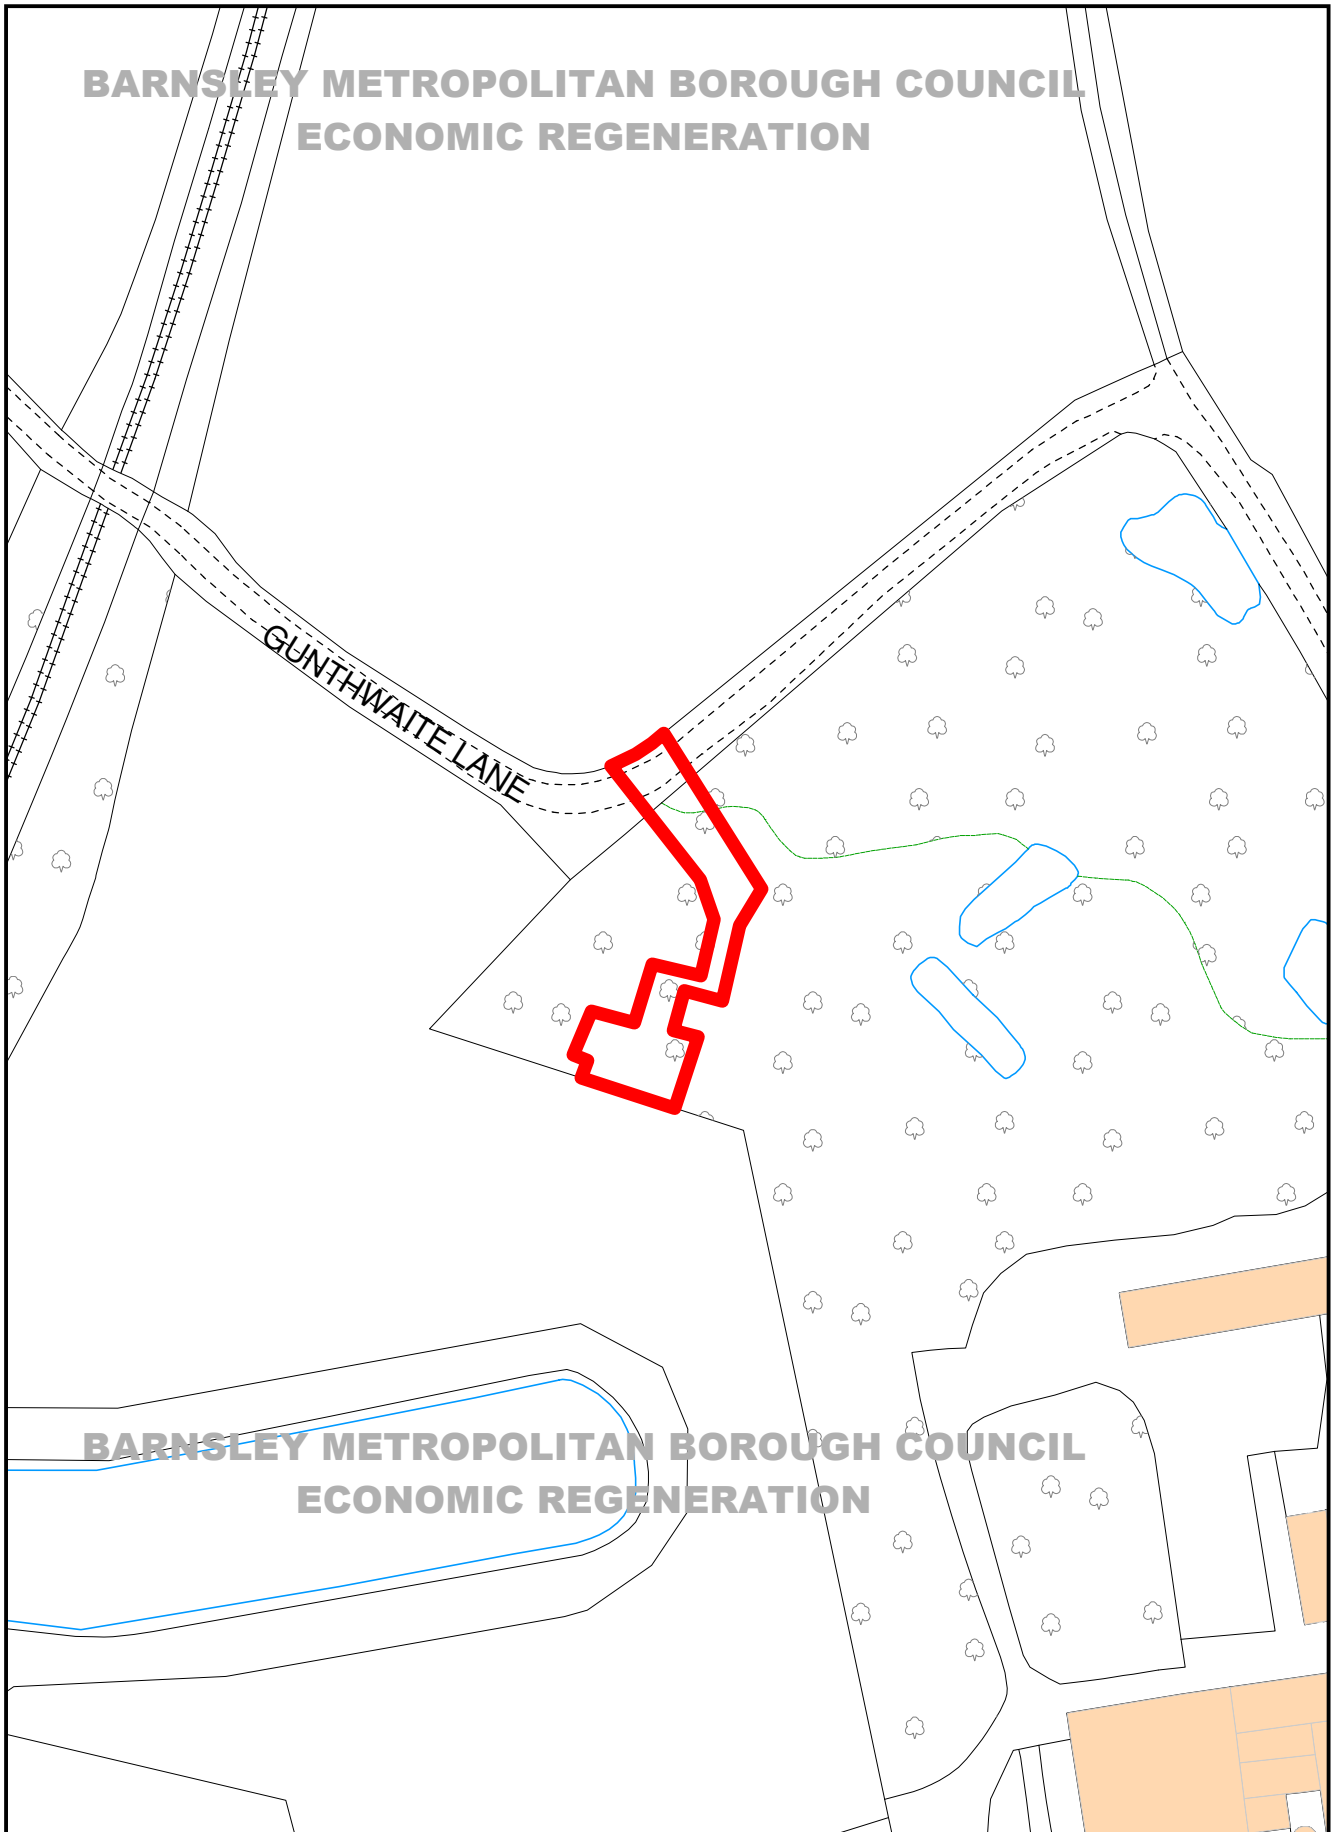 BARNSLEY METROPOLITAN BOROUGH COUNCIL
ECONOMIC REGENERATION
GUNTHWAITE LANE
BARNSLEY METROPOLITAN BOROUGH COUNCIL
ECONOMIC REGENERATION